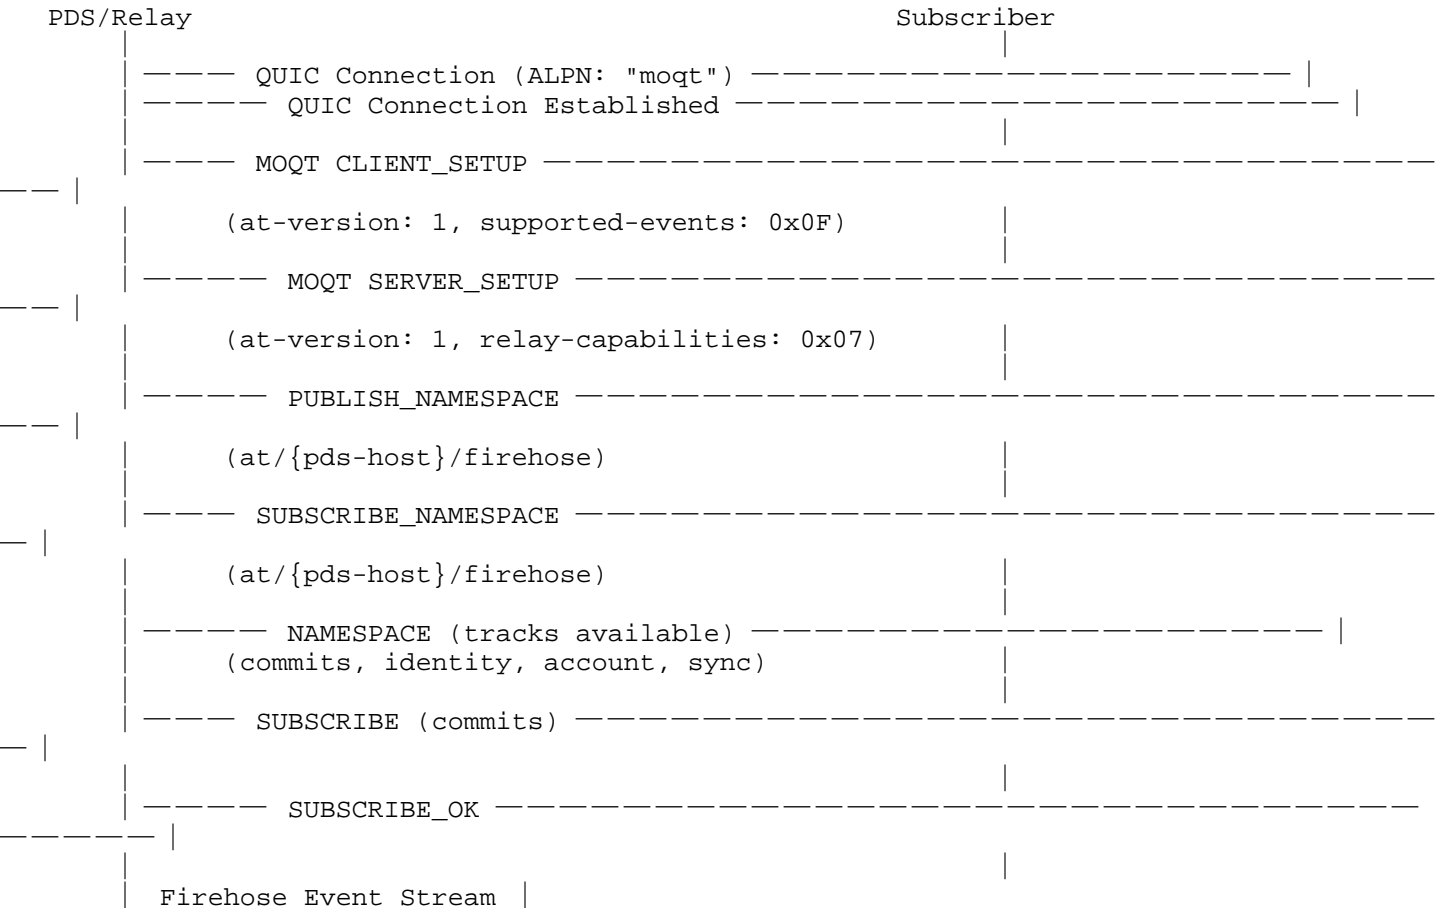 PDS/Relay Subscriber
| |
|——— QUIC Connection (ALPN: "moqt") ————————————————— |
|———— QUIC Connection Established ——————————————————— |
| |
|——— MOQT CLIENT_SETUP ————————————————————————————
—— |
| (at-version: 1, supported-events: 0x0F) |
| |
|———— MOQT SERVER_SETUP ———————————————————————————
—— |
| (at-version: 1, relay-capabilities: 0x07) |
| |
|———— PUBLISH_NAMESPACE ———————————————————————————
—— |
| (at/{pds-host}/firehose) |
| |
|——— SUBSCRIBE_NAMESPACE ———————————————————————————
— |
| (at/{pds-host}/firehose) |
| |
|———— NAMESPACE (tracks available) —————————————————— |
| (commits, identity, account, sync) |
| |
|——— SUBSCRIBE (commits) ———————————————————————————
— |
| |
|———— SUBSCRIBE_OK —————————————————————————————
————— |
| |
| Firehose Event Stream |